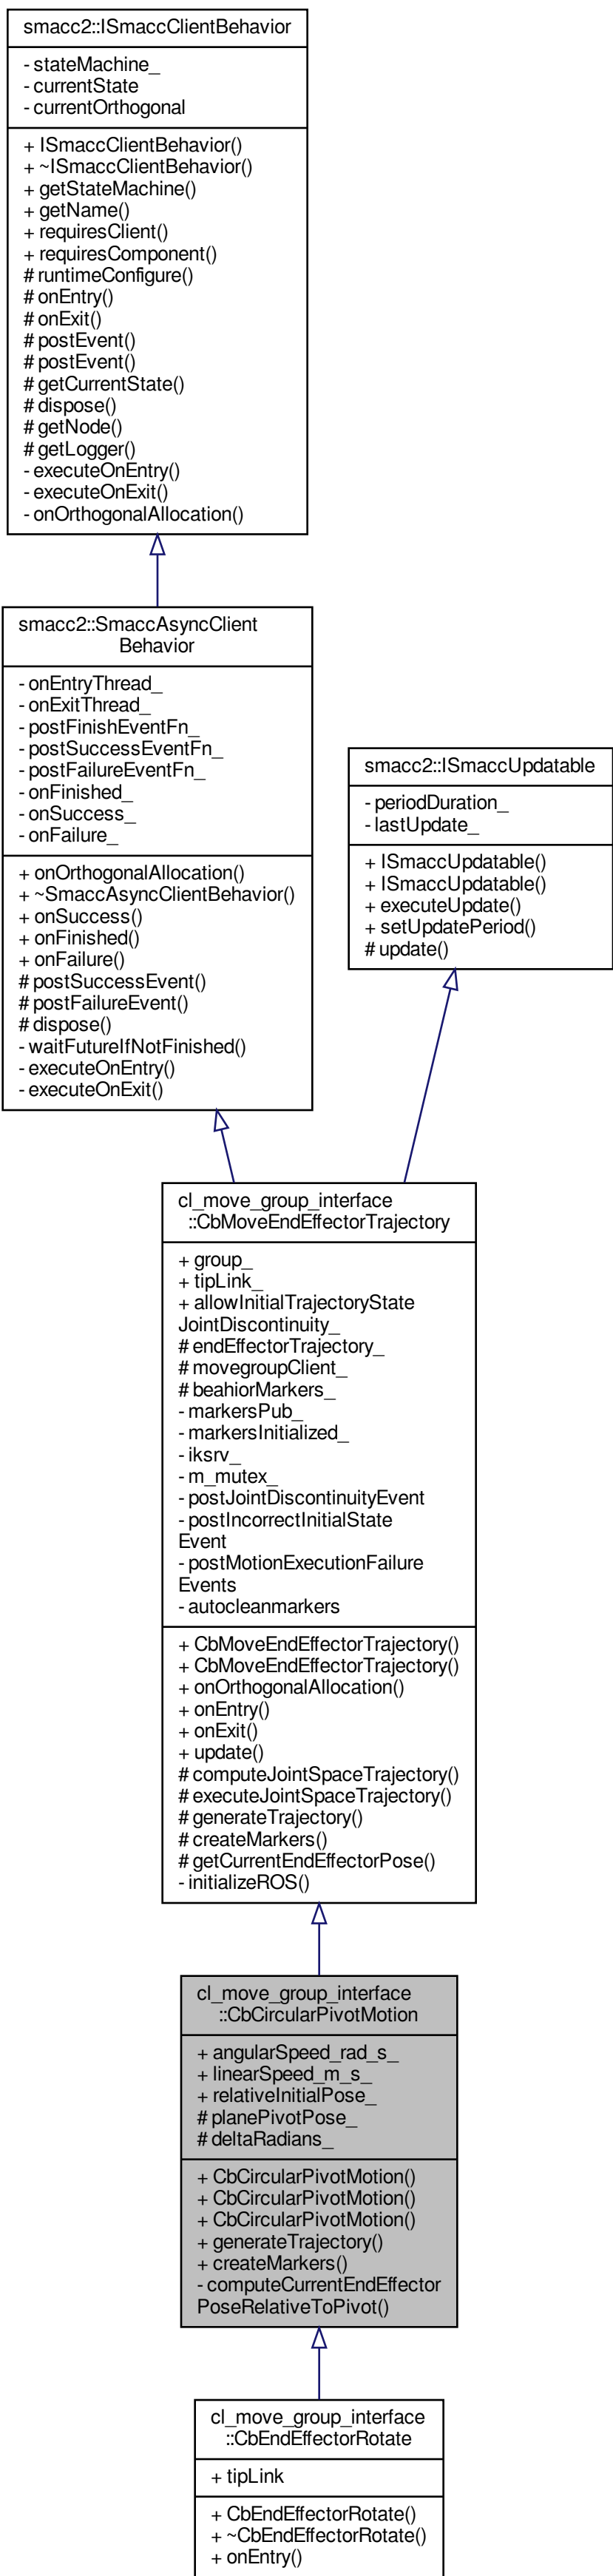 smacc2::ISmaccClientBehavior
- stateMachine_
- currentState
- currentOrthogonal
+ ISmaccClientBehavior()
+ ~ISmaccClientBehavior()
+ getStateMachine()
+ getName()
+ requiresClient()
+ requiresComponent()
# runtimeConfigure()
# onEntry()
# onExit()
# postEvent()
# postEvent()
# getCurrentState()
# dispose()
# getNode()
# getLogger()
- executeOnEntry()
- executeOnExit()
- onOrthogonalAllocation()
smacc2::SmaccAsyncClient
Behavior
- onEntryThread_
- onExitThread_
- postFinishEventFn_
- postSuccessEventFn_
- postFailureEventFn_
- onFinished_
- onSuccess_
- onFailure_
+ onOrthogonalAllocation()
+ ~SmaccAsyncClientBehavior()
+ onSuccess()
+ onFinished()
+ onFailure()
# postSuccessEvent()
# postFailureEvent()
# dispose()
- waitFutureIfNotFinished()
- executeOnEntry()
- executeOnExit()
smacc2::ISmaccUpdatable
- periodDuration_
- lastUpdate_
+ ISmaccUpdatable()
+ ISmaccUpdatable()
+ executeUpdate()
+ setUpdatePeriod()
# update()
cl_move_group_interface
::CbMoveEndEffectorTrajectory
+ group_
+ tipLink_
+ allowInitialTrajectoryState
JointDiscontinuity_
# endEffectorTrajectory_
# movegroupClient_
# beahiorMarkers_
- markersPub_
- markersInitialized_
- iksrv_
- m_mutex_
- postJointDiscontinuityEvent
- postIncorrectInitialState
Event
- postMotionExecutionFailure
Events
- autocleanmarkers
+ CbMoveEndEffectorTrajectory()
+ CbMoveEndEffectorTrajectory()
+ onOrthogonalAllocation()
+ onEntry()
+ onExit()
+ update()
# computeJointSpaceTrajectory()
# executeJointSpaceTrajectory()
# generateTrajectory()
# createMarkers()
# getCurrentEndEffectorPose()
- initializeROS()
cl_move_group_interface
::CbCircularPivotMotion
+ angularSpeed_rad_s_
+ linearSpeed_m_s_
+ relativeInitialPose_
# planePivotPose_
# deltaRadians_
+ CbCircularPivotMotion()
+ CbCircularPivotMotion()
+ CbCircularPivotMotion()
+ generateTrajectory()
+ createMarkers()
- computeCurrentEndEffector
PoseRelativeToPivot()
cl_move_group_interface
::CbEndEffectorRotate
+ tipLink
+ CbEndEffectorRotate()
+ ~CbEndEffectorRotate()
+ onEntry()